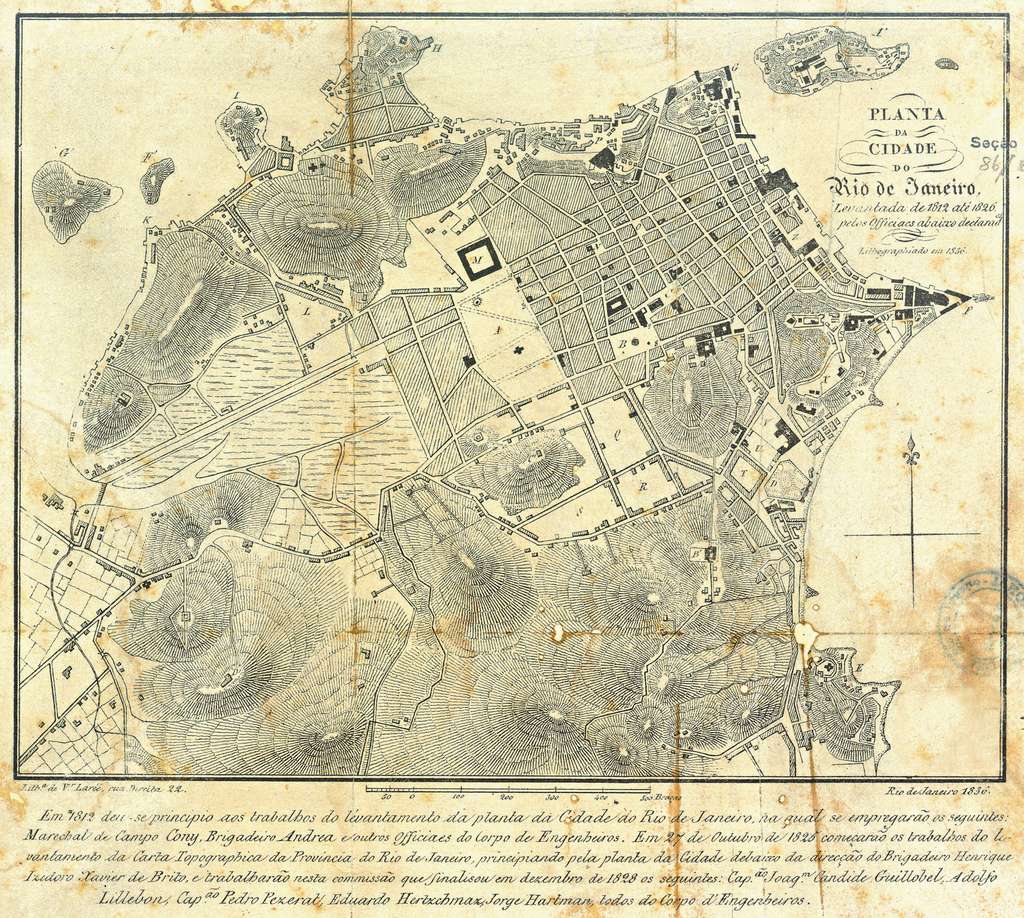 PLANTA
DA
CIDADE
DO
Rio de Janeiro.
Levantada de 1812 até 1826
pelos Officiaes abaixo declarad
Lithographado em 1836.
Seção
86/
H
I
G
F
K
L
M
A
B
Q
R
S
T
B
E
F
Lith.ª de V.r Larée, rua Direita 22.
50 0 100 200 300 400 500 Braças
Rio de Janeiro 1836.
Em 1812 deu-se principio aos trabalhos do levantamento da planta da Cidade do Rio de Janeiro, na qual se empregarão os seguintes:
Marechal de Campo Cony, Brigadeiro Andrea e outros Officiaes do Corpo de Engenheiros. Em 27 de Outubro de 1825 começarão os trabalhos do l.
vantamento da Carta Topographica da Provincia do Rio de Janeiro, principiando pela planta da Cidade debaixo da direcção do Brigadeiro Henrique
Izidoro Xavier de Brito, e trabalharão nesta commissão que finalisou em dezembro de 1828 os seguintes: Cap.ão Joaq.m Candide Guillobel, Adolfo
Lillebon, Cap.ão Pedro Pezerat, Eduardo Hertzchmax, Jorge Hartman, todos do Corpo d'Engenheiros.